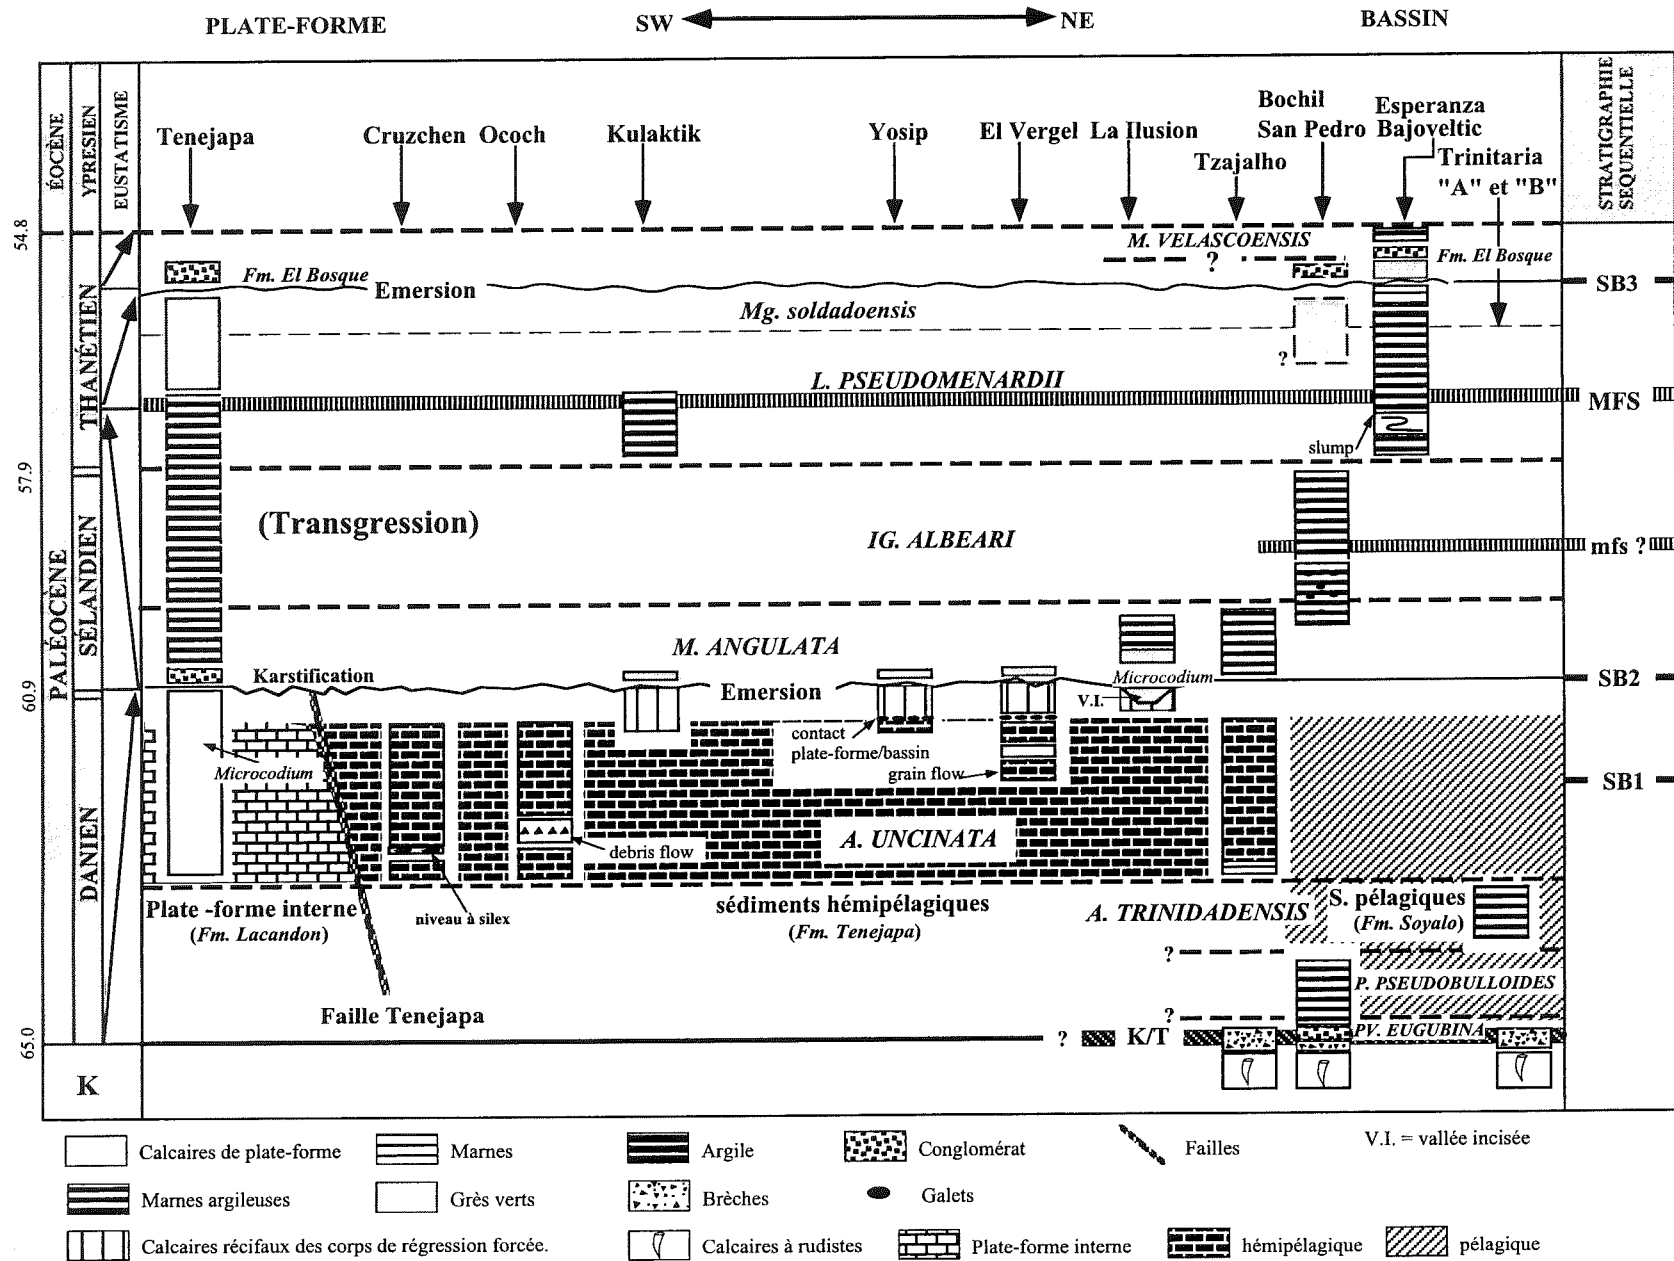 PLATE-FORME
SW
NE
BASSIN
ÉOCÈNE
YPRESIEN
EUSTATISME
STRATIGRAPHIE
SEQUENTIELLE
Tenejapa
Cruzchen
Ococh
Kulaktik
Yosip
El Vergel
La Ilusion
Tzajalho
Bochil
San Pedro
Esperanza
Bajoveltic
Trinitaria
"A" et "B"
54.8
M. VELASCOENSIS
?
Fm. El Bosque
Fm. El Bosque
Emersion
SB3
Mg. soldadoensis
?
THANÉTIEN
L. PSEUDOMENARDII
MFS
slump
57.9
(Transgression)
IG. ALBEARI
mfs ?
PALÉOCÈNE
SÉLANDIEN
M. ANGULATA
Karstification
Emersion
Microcodium
SB2
V.I.
60.9
contact
plate-forme/bassin
Microcodium
grain flow
SB1
DANIEN
A. UNCINATA
debris flow
niveau à silex
Plate -forme interne
(Fm. Lacandon)
sédiments hémipélagiques
(Fm. Tenejapa)
A. TRINIDADENSIS
S. pélagiques
(Fm. Soyalo)
?
P. PSEUDOBULLOIDES
?
Faille Tenejapa
65.0
? K/T
PV. EUGUBINA
K
Calcaires de plate-forme
Marnes
Argile
Conglomérat
Failles
V.I. = vallée incisée
Marnes argileuses
Grès verts
Brèches
Galets
Calcaires récifaux des corps de régression forcée.
Calcaires à rudistes
Plate-forme interne
hémipélagique
pélagique